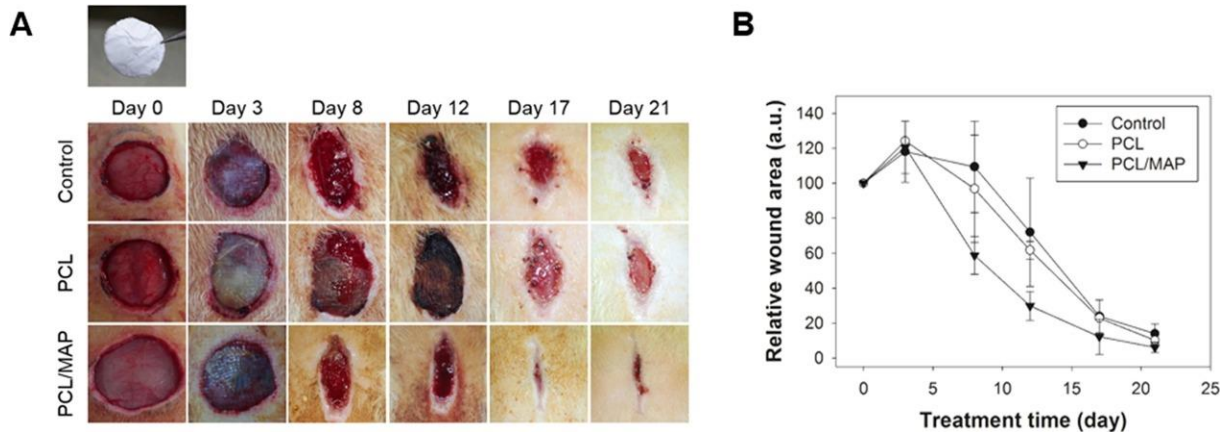 A
B
Day 0 Day 3 Day 8 Day 12 Day 17 Day 21
Control
PCL
PCL/MAP
Relative wound area (a.u.)
140
120
100
80
60
40
20
0
Control
PCL
PCL/MAP
0 5 10 15 20 25
Treatment time (day)